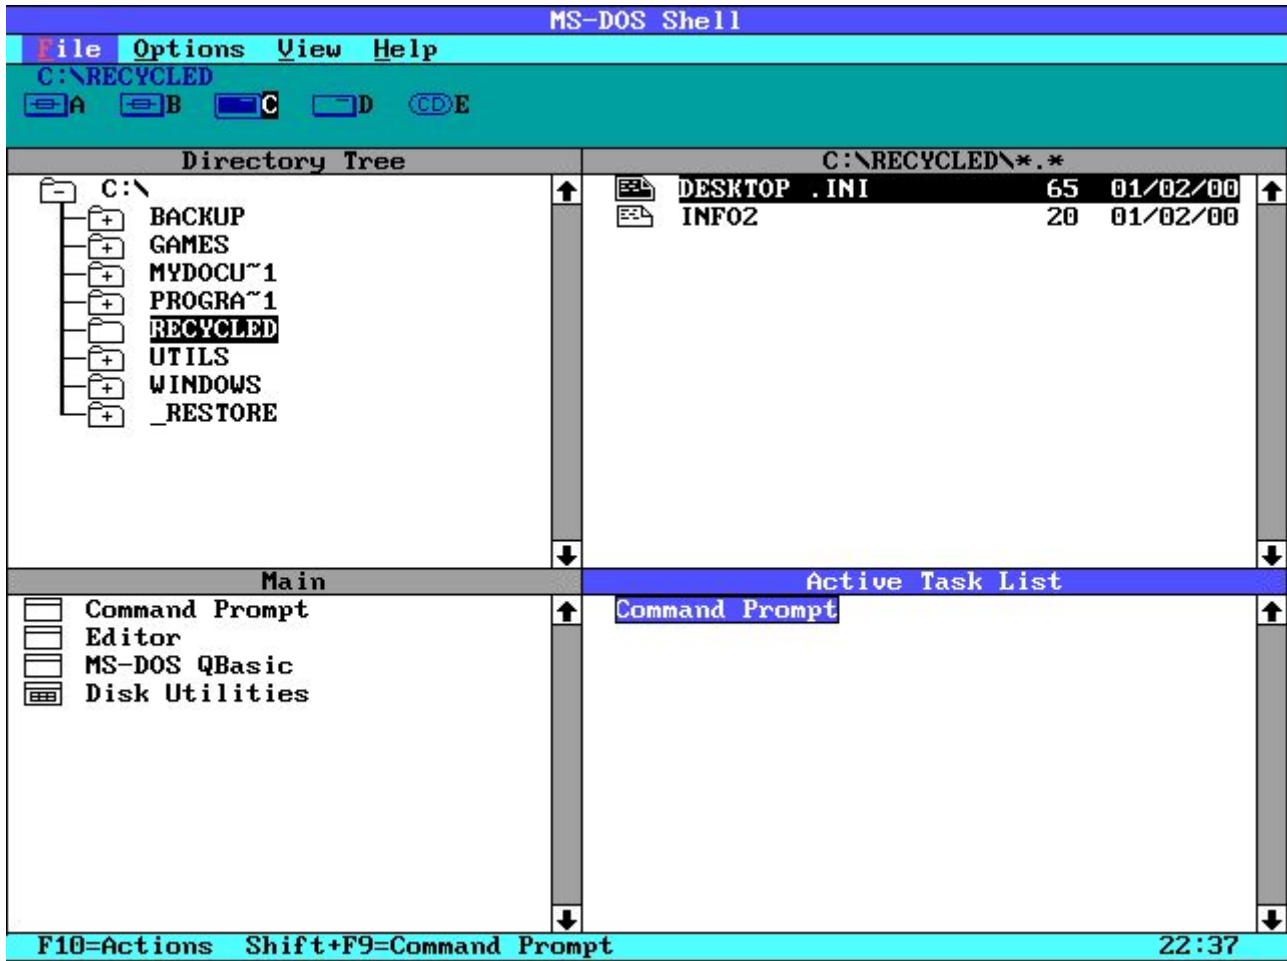 MS-DOS Shell
File Options View Help
C:\RECYCLED
A B C D CD E
Directory Tree
C:\
BACKUP
GAMES
MYDOCU~1
PROGRA~1
RECYCLED
UTILS
WINDOWS
_RESTORE
C:\RECYCLED\*.*
DESKTOP .INI 65 01/02/00
INFO2 20 01/02/00
Main
Command Prompt
Editor
MS-DOS QBasic
Disk Utilities
Active Task List
Command Prompt
F10=Actions Shift+F9=Command Prompt 22:37